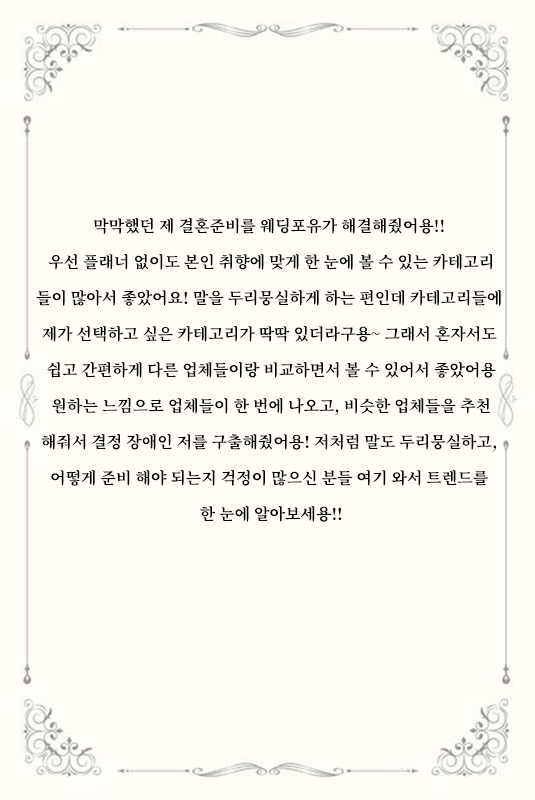 막막했던 제 결혼준비를 웨딩포유가 해결해줬어용!!
우선 플래너 없이도 본인 취향에 맞게 한 눈에 볼 수 있는 카테고리
들이 많아서 좋았어요! 말을 두리뭉실하게 하는 편인데 카테고리들에
제가 선택하고 싶은 카테고리가 딱딱 있더라구용~ 그래서 혼자서도
쉽고 간편하게 다른 업체들이랑 비교하면서 볼 수 있어서 좋았어용
원하는 느낌으로 업체들이 한 번에 나오고, 비슷한 업체들을 추천
해줘서 결정 장애인 저를 구출해줬어용! 저처럼 말도 두리뭉실하고,
어떻게 준비 해야 되는지 걱정이 많으신 분들 여기 와서 트렌드를
한 눈에 알아보세용!!